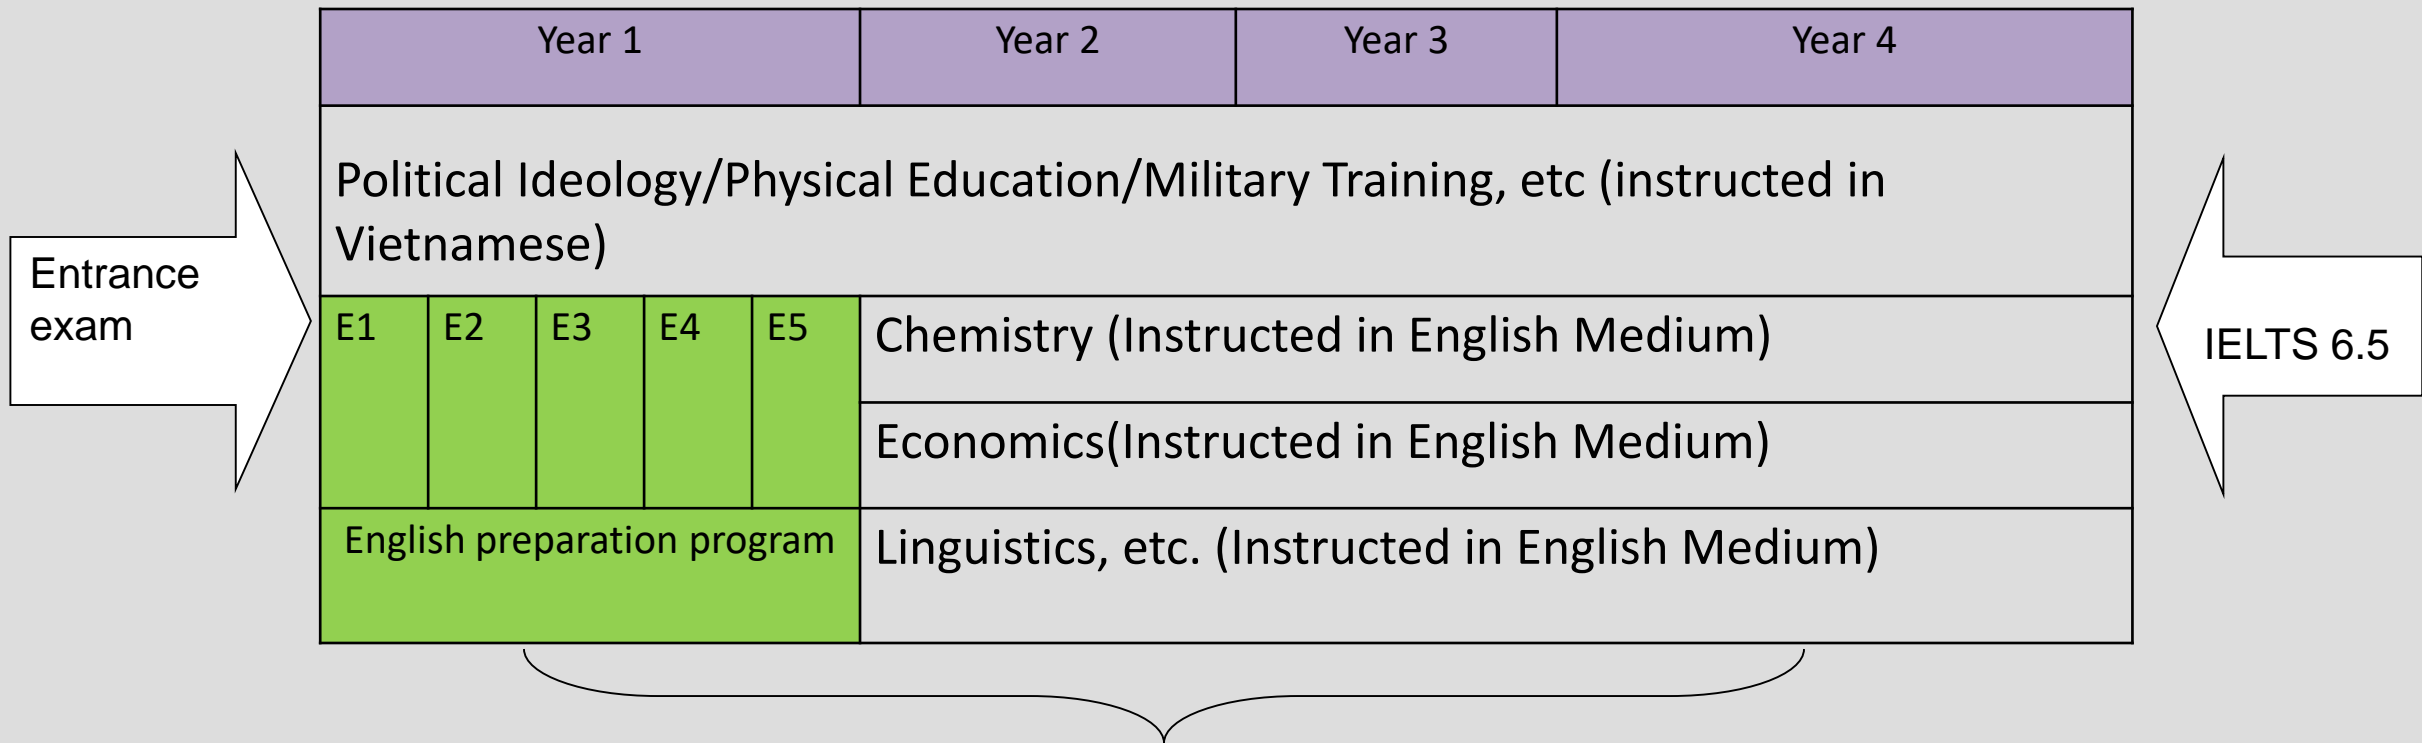 Year 1
Year 2
Year 3
Year 4
Political Ideology/Physical Education/Military Training, etc (instructed in
Vietnamese)
Entrance
exam
E1
E2
E3
E4
E5
Chemistry (Instructed in English Medium)
IELTS 6.5
Economics(Instructed in English Medium)
English preparation program
Linguistics, etc. (Instructed in English Medium)